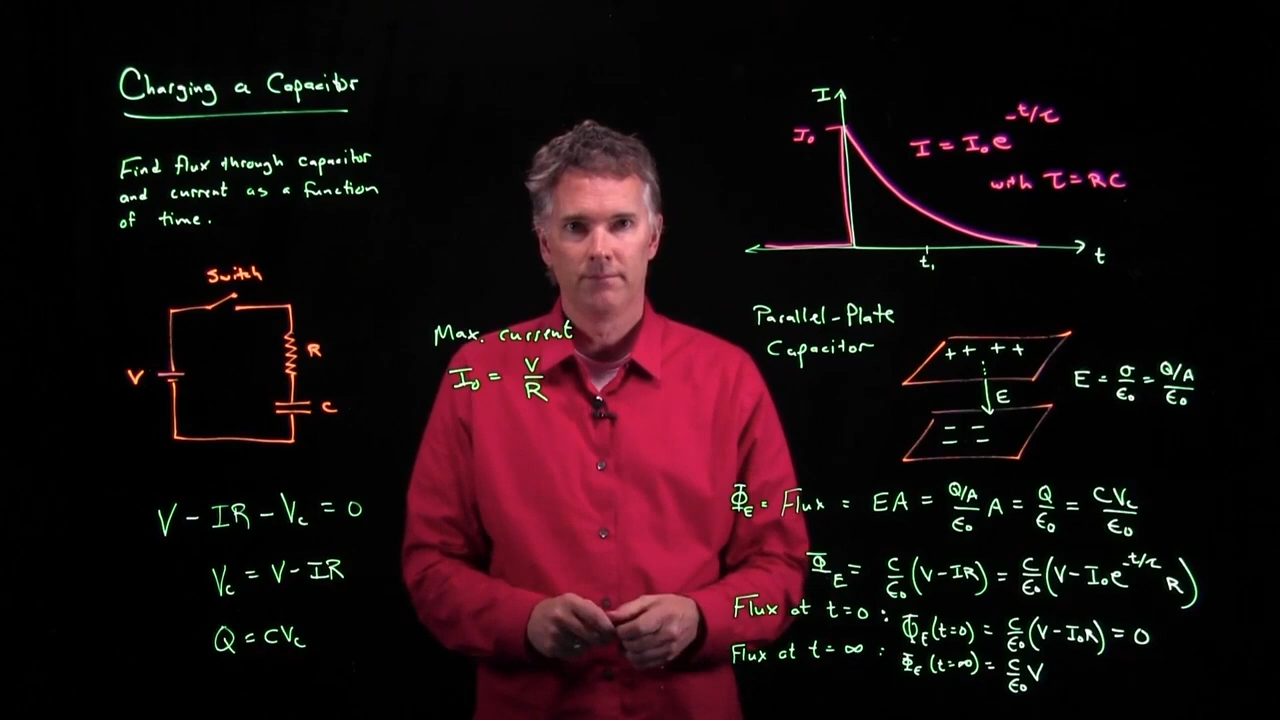 Charging a Capacitor
Find flux through capacitor
and current as a function
of time.
Switch
V
R
C
V - IR - V_c = 0
V_c = V - IR
Q = CV_c
Max. current
I_0 = V/R
I
I_0
I = I_0 e^{-t/τ}
with τ = RC
t_1
t
Parallel-Plate
Capacitor
+ + + +
E
- -
- -
E = σ/ε_0 = (Q/A)/ε_0
Φ_E = Flux = EA = (Q/A)/ε_0 A = Q/ε_0 = CV_c/ε_0
Φ_E = C/ε_0 (V - IR) = C/ε_0 (V - I_0 e^{-t/τ} R)
Flux at t=0 : Φ_E (t=0) = C/ε_0 (V - I_0 R) = 0
Flux at t=∞ : Φ_E (t=∞) = C/ε_0 V